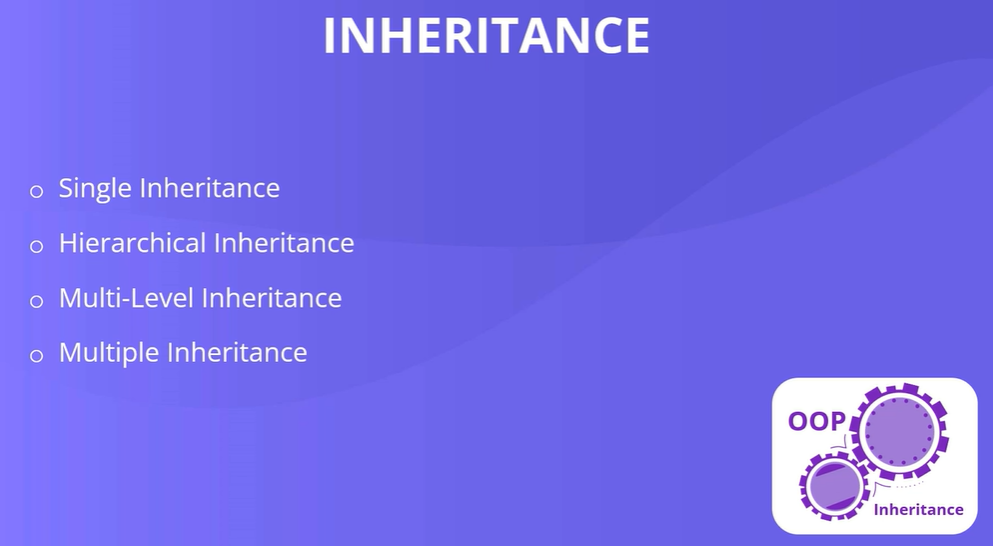 INHERITANCE
Single Inheritance
Hierarchical Inheritance
Multi-Level Inheritance
Multiple Inheritance
OOP
Inheritance